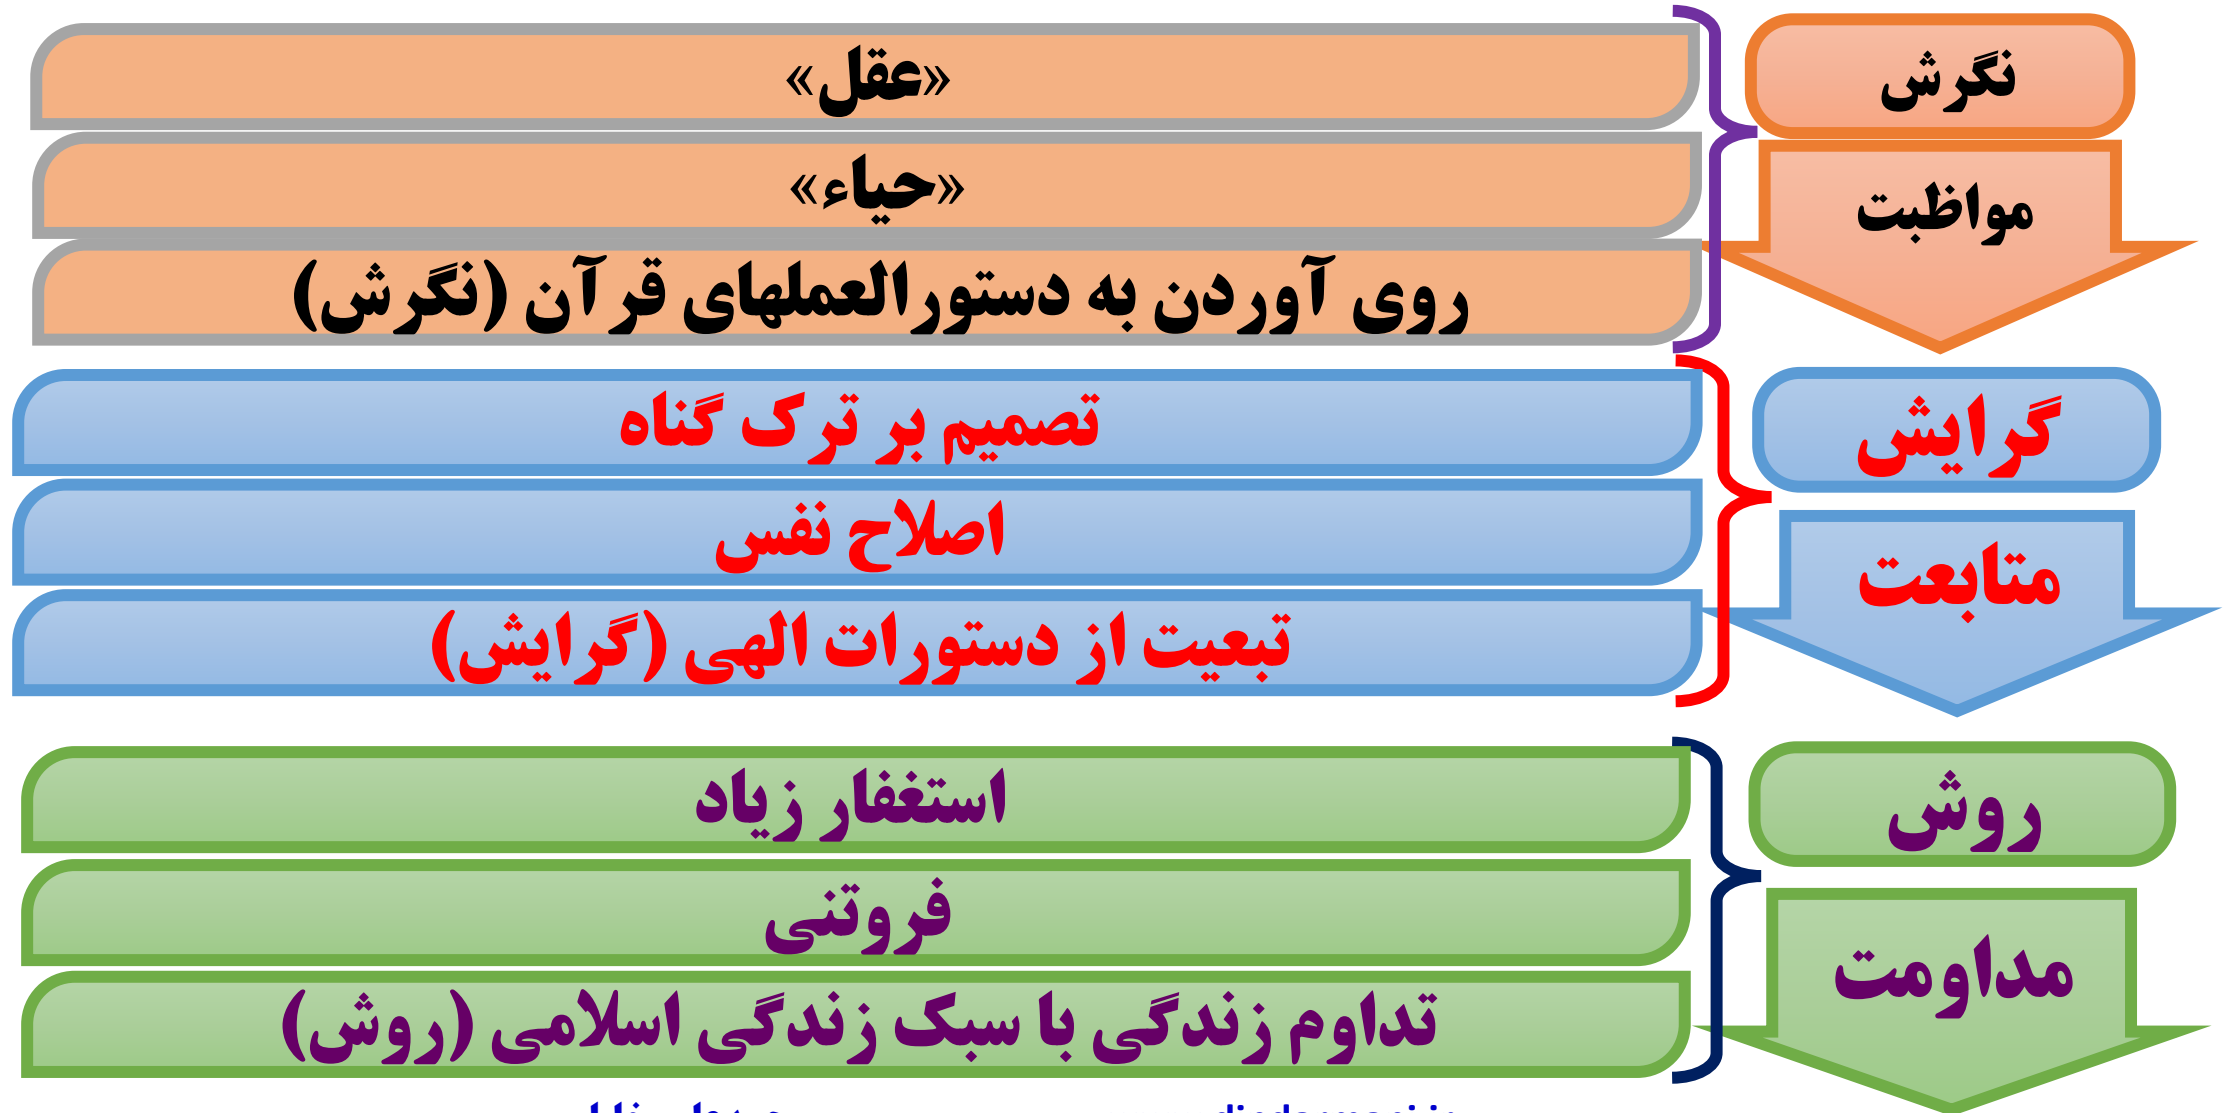 نگرش
مواظبت
«عقل»
«حیاء»
روی آوردن به دستورالعملهای قرآن (نگرش)
گرایش
متابعت
تصمیم بر ترک گناه
اصلاح نفس
تبعیت از دستورات الهی (گرایش)
روش
مداومت
استغفار زیاد
فروتنی
تداوم زندگی با سبک زندگی اسلامی (روش)